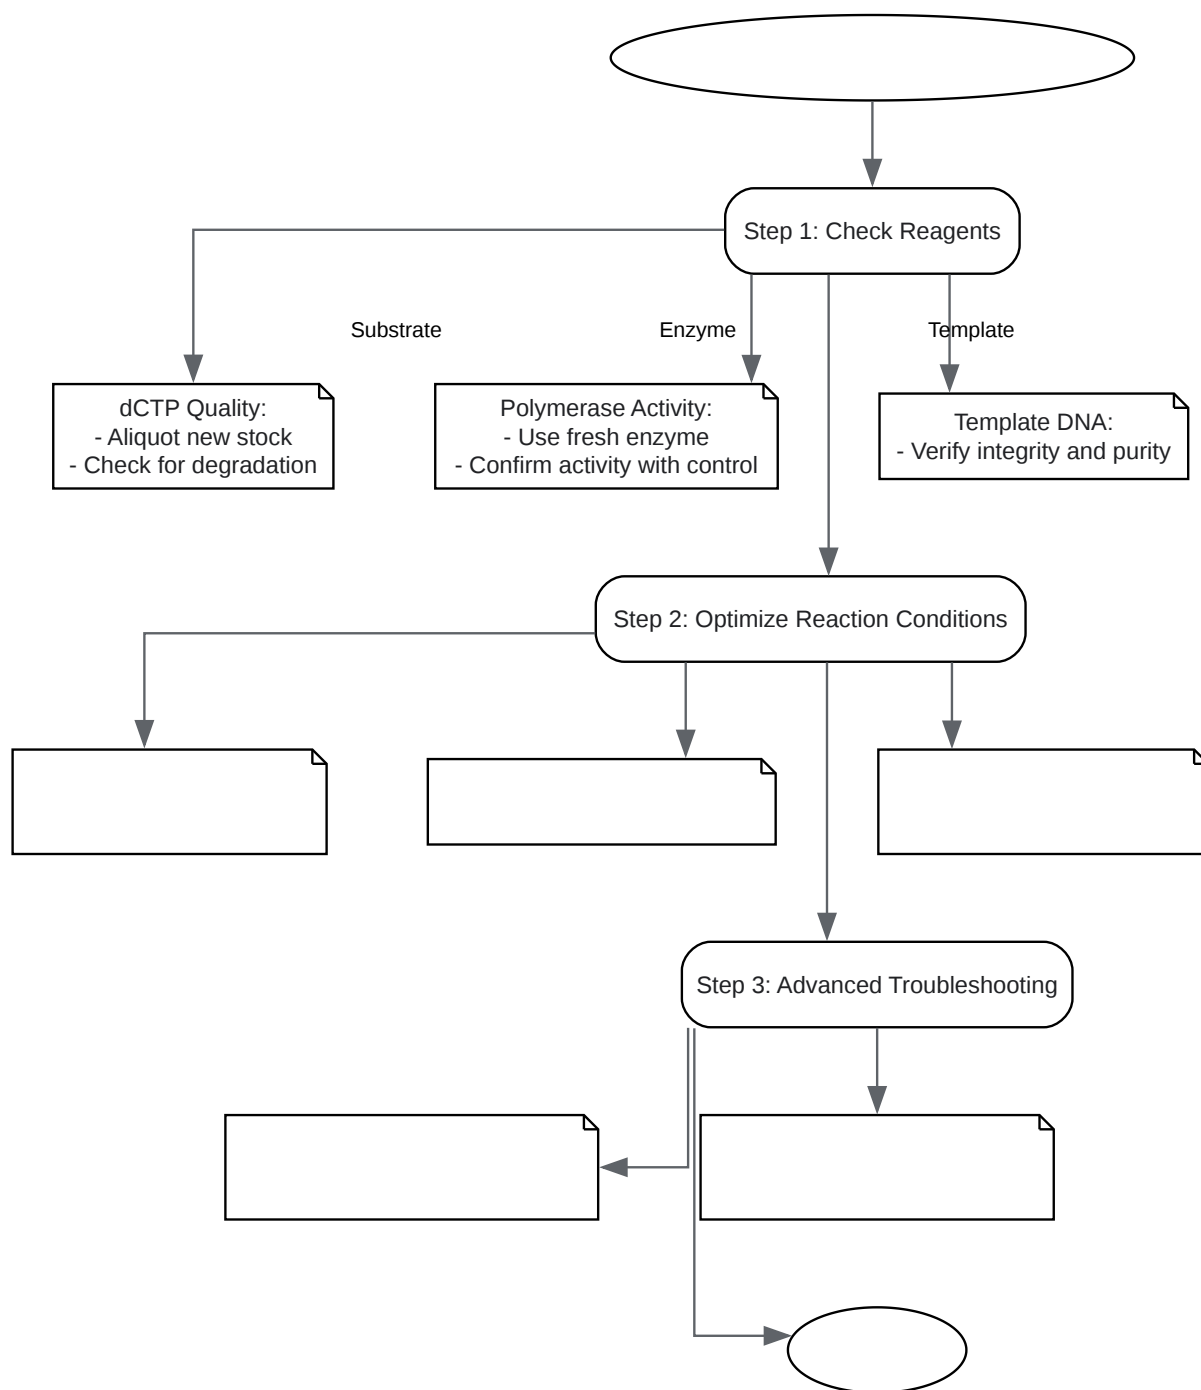 Step 1: Check Reagents
Substrate
Enzyme
Template
dCTP Quality:
- Aliquot new stock
- Check for degradation
Polymerase Activity:
- Use fresh enzyme
- Confirm activity with control
Template DNA:
- Verify integrity and purity
Step 2: Optimize Reaction Conditions
Step 3: Advanced Troubleshooting